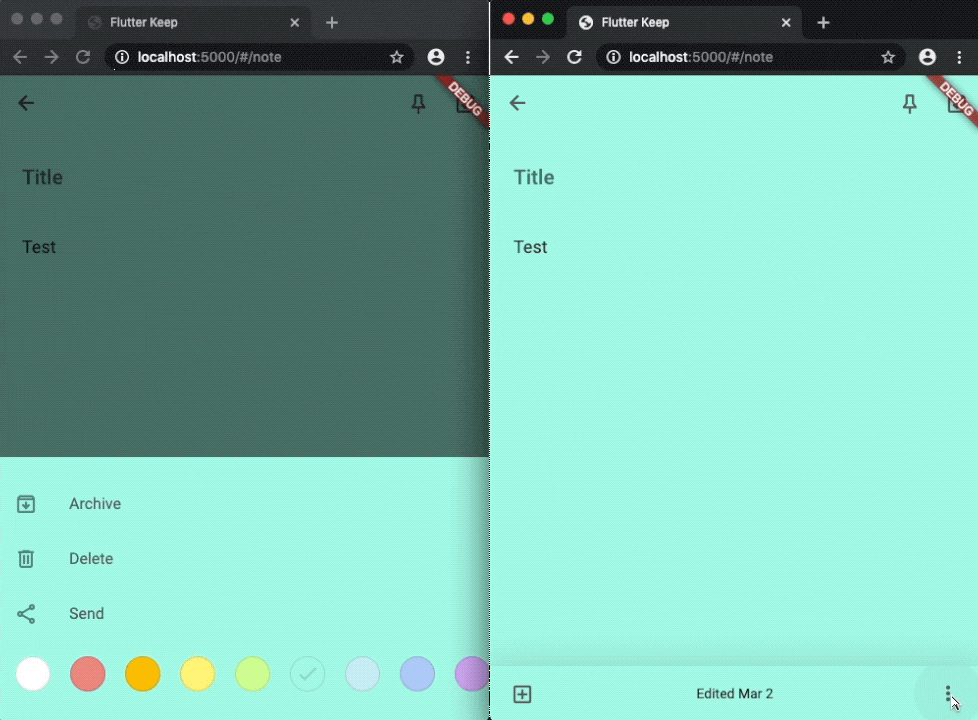 Flutter Keep
localhost:5000/#/note
DEBUG
Title
Test
Archive
Delete
Send
Flutter Keep
localhost:5000/#/note
DEBUG
Title
Test
Edited Mar 2